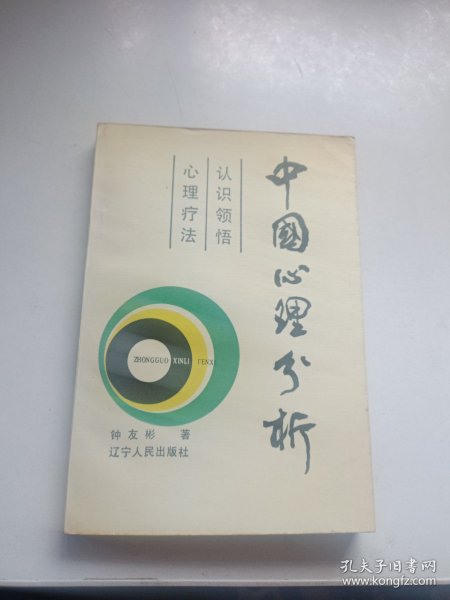 中國心理分析
认识领悟
心理疗法
ZHONGGUO XINLI FENXI
钟友彬 著
辽宁人民出版社
孔夫子旧书网
www.kongfz.com